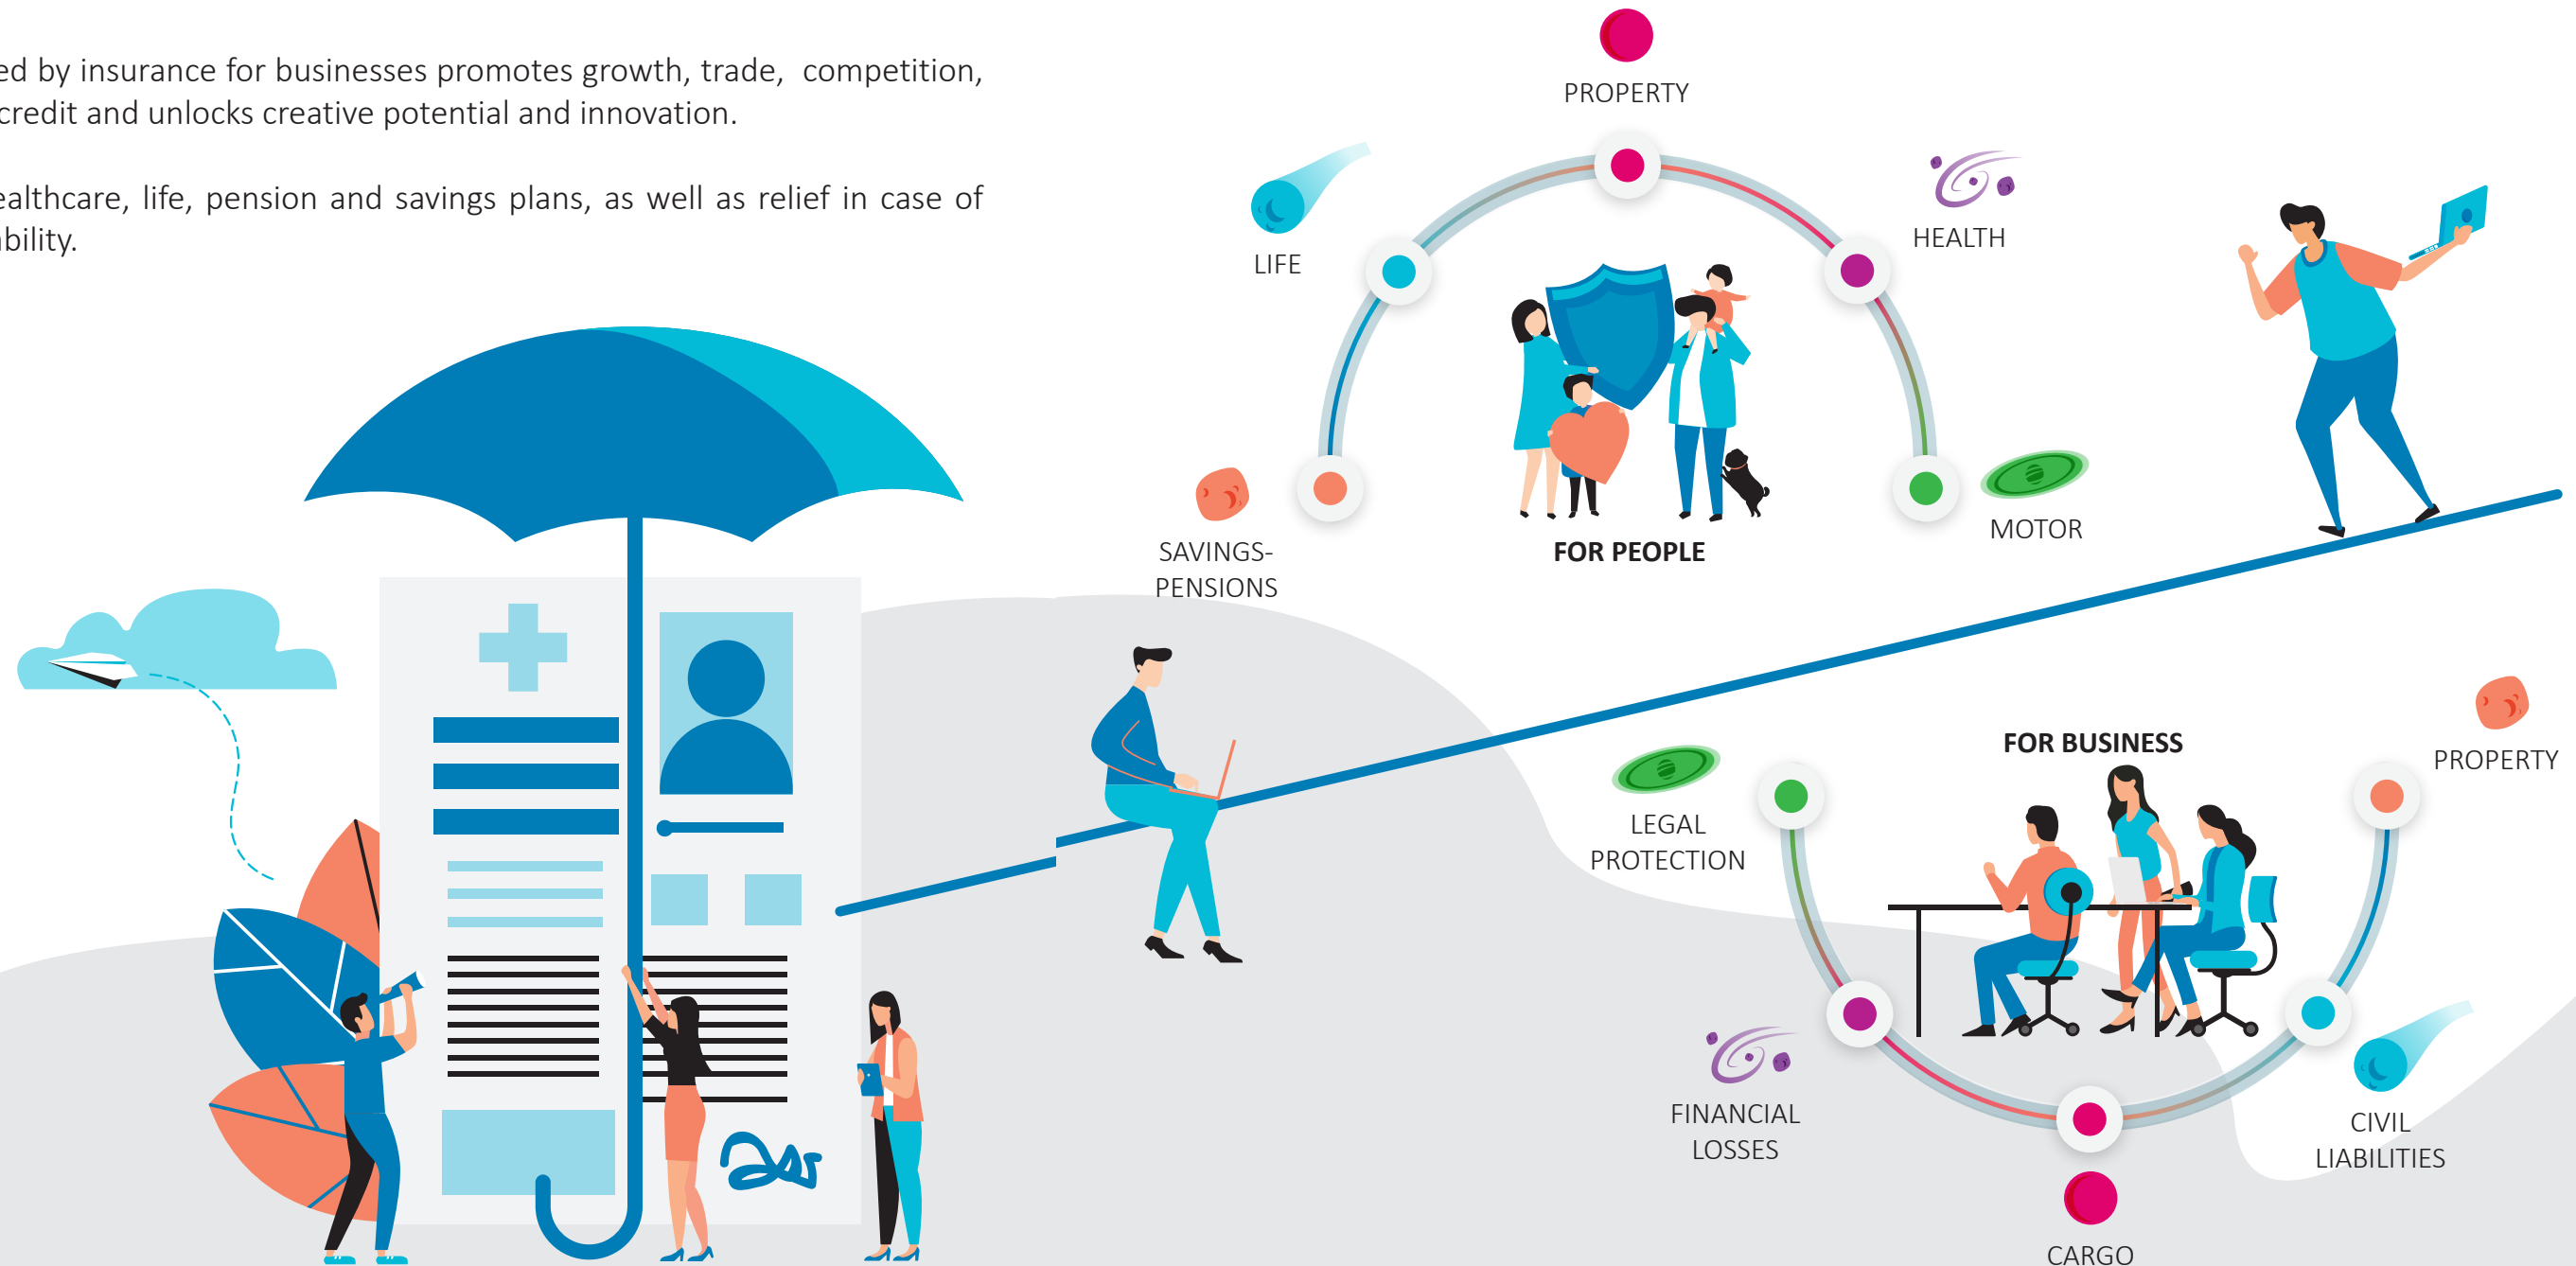 ed by insurance for businesses promotes growth, trade, competition,
credit and unlocks creative potential and innovation.
ealthcare, life, pension and savings plans, as well as relief in case of
bility.
PROPERTY
LIFE
HEALTH
SAVINGS-
PENSIONS
MOTOR
FOR PEOPLE
FOR BUSINESS
PROPERTY
LEGAL
PROTECTION
FINANCIAL
LOSSES
CIVIL
LIABILITIES
CARGO